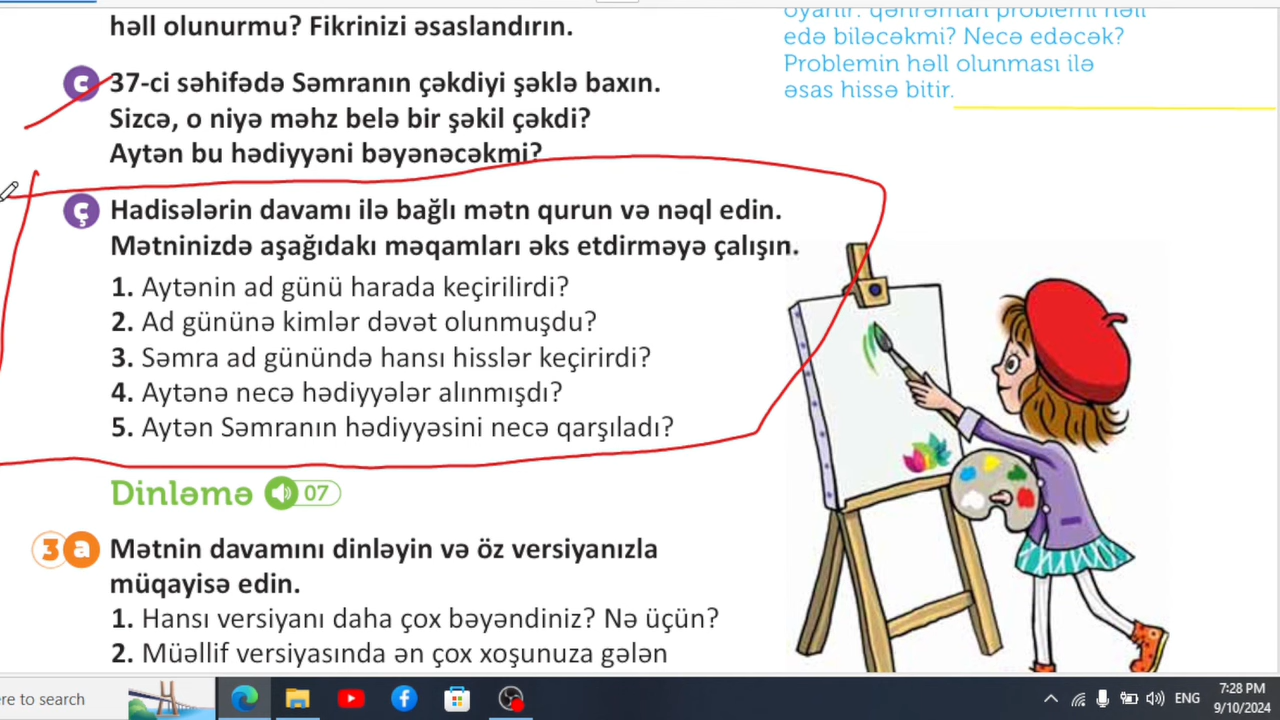 həll olunurmu? Fikrinizi əsaslandırın.
oyanır: qəhrəman problemi həll
edə biləcəkmi? Necə edəcək?
Problemin həll olunması ilə
əsas hissə bitir.
c 37-ci səhifədə Səmranın çəkdiyi şəklə baxın.
Sizcə, o niyə məhz belə bir şəkil çəkdi?
Aytən bu hədiyyəni bəyənəcəkmi?
ç Hadisələrin davamı ilə bağlı mətn qurun və nəql edin.
Mətninizdə aşağıdakı məqamları əks etdirməyə çalışın.
1. Aytənin ad günü harada keçirilirdi?
2. Ad gününə kimlər dəvət olunmuşdu?
3. Səmra ad günündə hansı hisslər keçirirdi?
4. Aytənə necə hədiyyələr alınmışdı?
5. Aytən Səmranın hədiyyəsini necə qarşıladı?
Dinləmə 07
3 a Mətnin davamını dinləyin və öz versiyanızla
müqayisə edin.
1. Hansı versiyanı daha çox bəyəndiniz? Nə üçün?
2. Müəllif versiyasında ən çox xoşunuza gələn
re to search
ENG
7:28 PM
9/10/2024